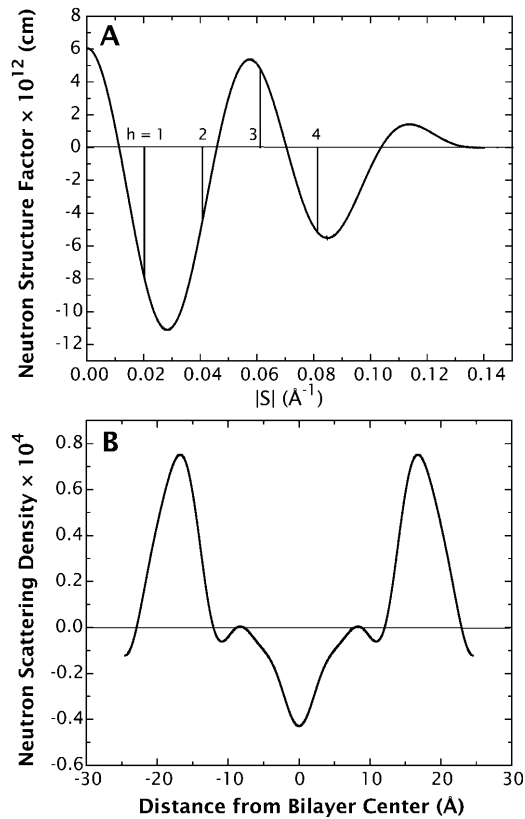 A
Neutron Structure Factor × 10¹² (cm)
8
6
4
2
0
-2
-4
-6
-8
-10
-12
h = 1
2
3
4
0.00 0.02 0.04 0.06 0.08 0.10 0.12 0.14
|S| (Å⁻¹)
B
Neutron Scattering Density × 10⁴
0.8
0.6
0.4
0.2
0.0
-0.2
-0.4
-0.6
-30 -20 -10 0 10 20 30
Distance from Bilayer Center (Å)